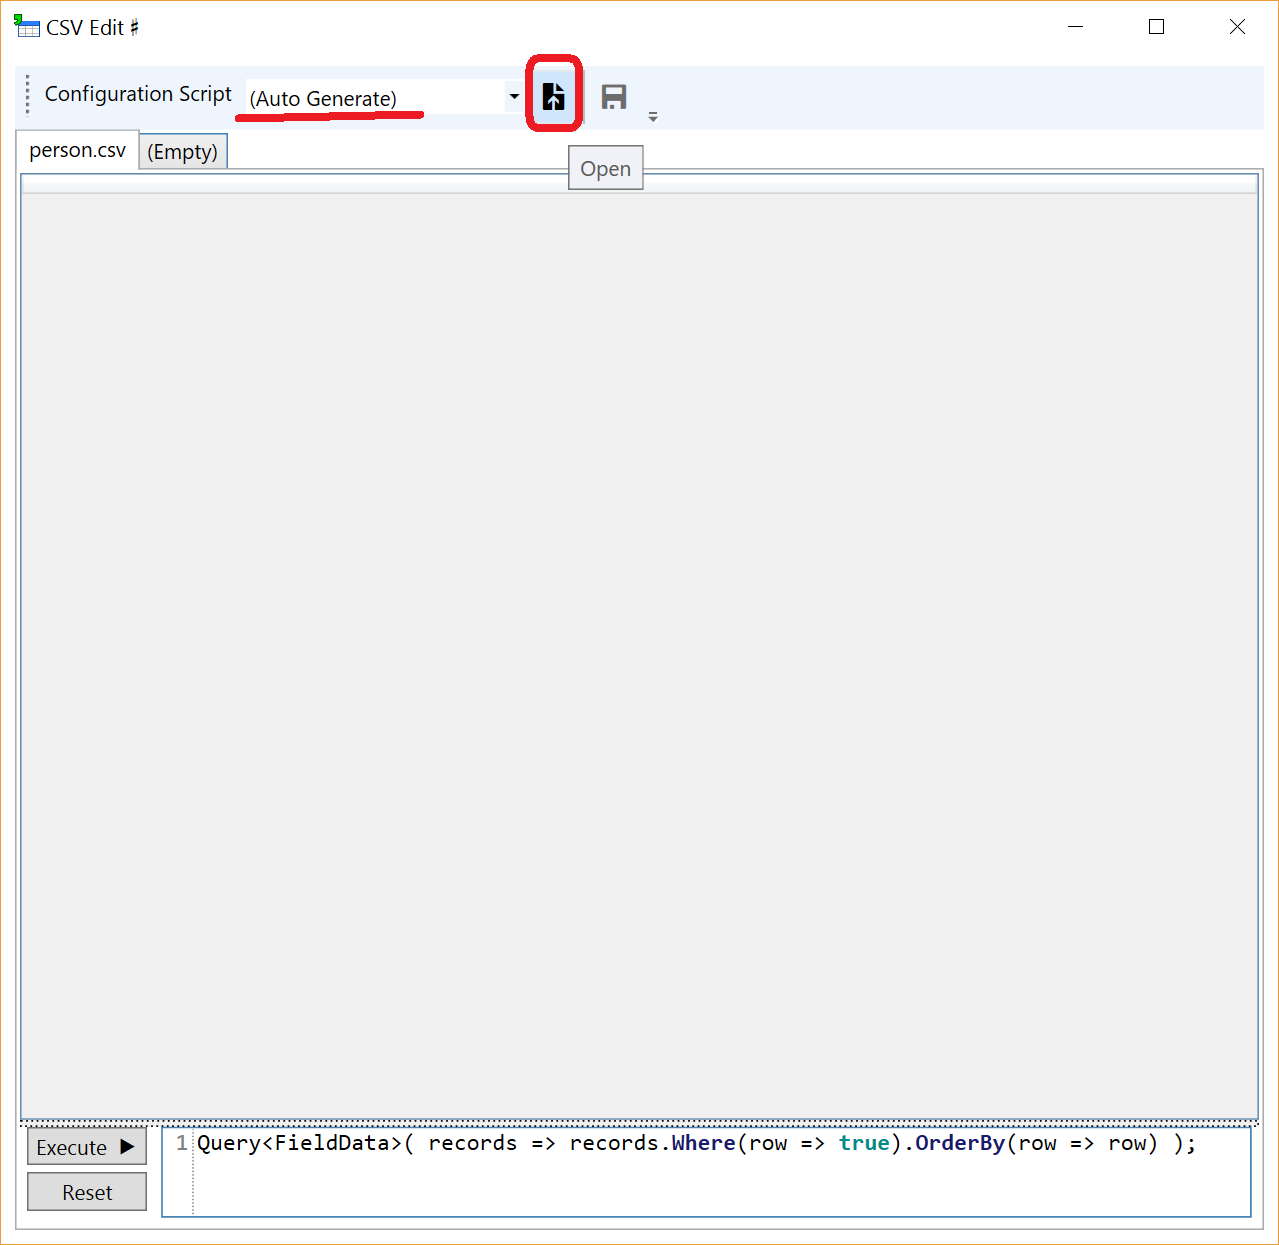 CSV Edit ♯
Configuration Script (Auto Generate)
person.csv (Empty)
Open
Execute ▶
1 Query<FieldData>( records => records.Where(row => true).OrderBy(row => row) );
Reset